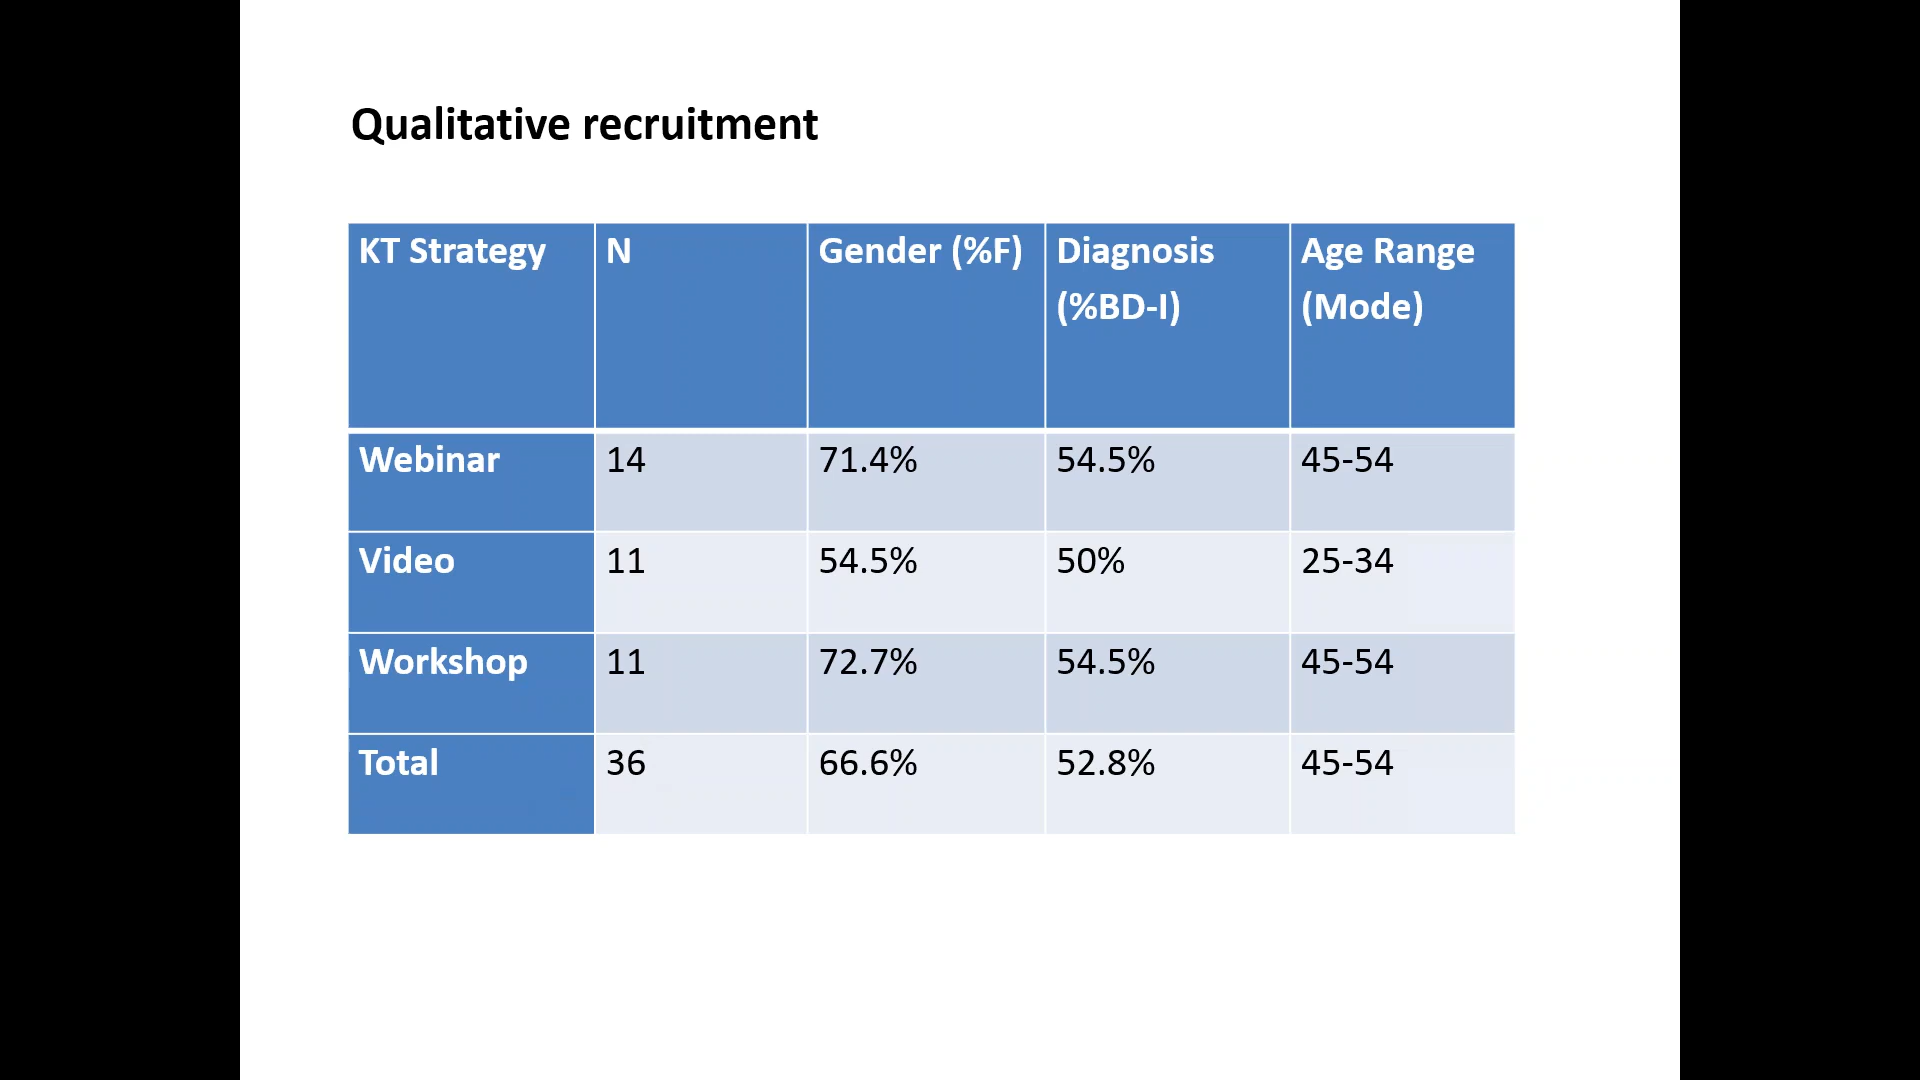 Qualitative recruitment
KT Strategy N Gender (%F) Diagnosis Age Range
(%BD-I) (Mode)
Webinar 14 71.4% 54.5% 45-54
Video 11 54.5% 50% 25-34
Workshop 11 72.7% 54.5% 45-54
Total 36 66.6% 52.8% 45-54